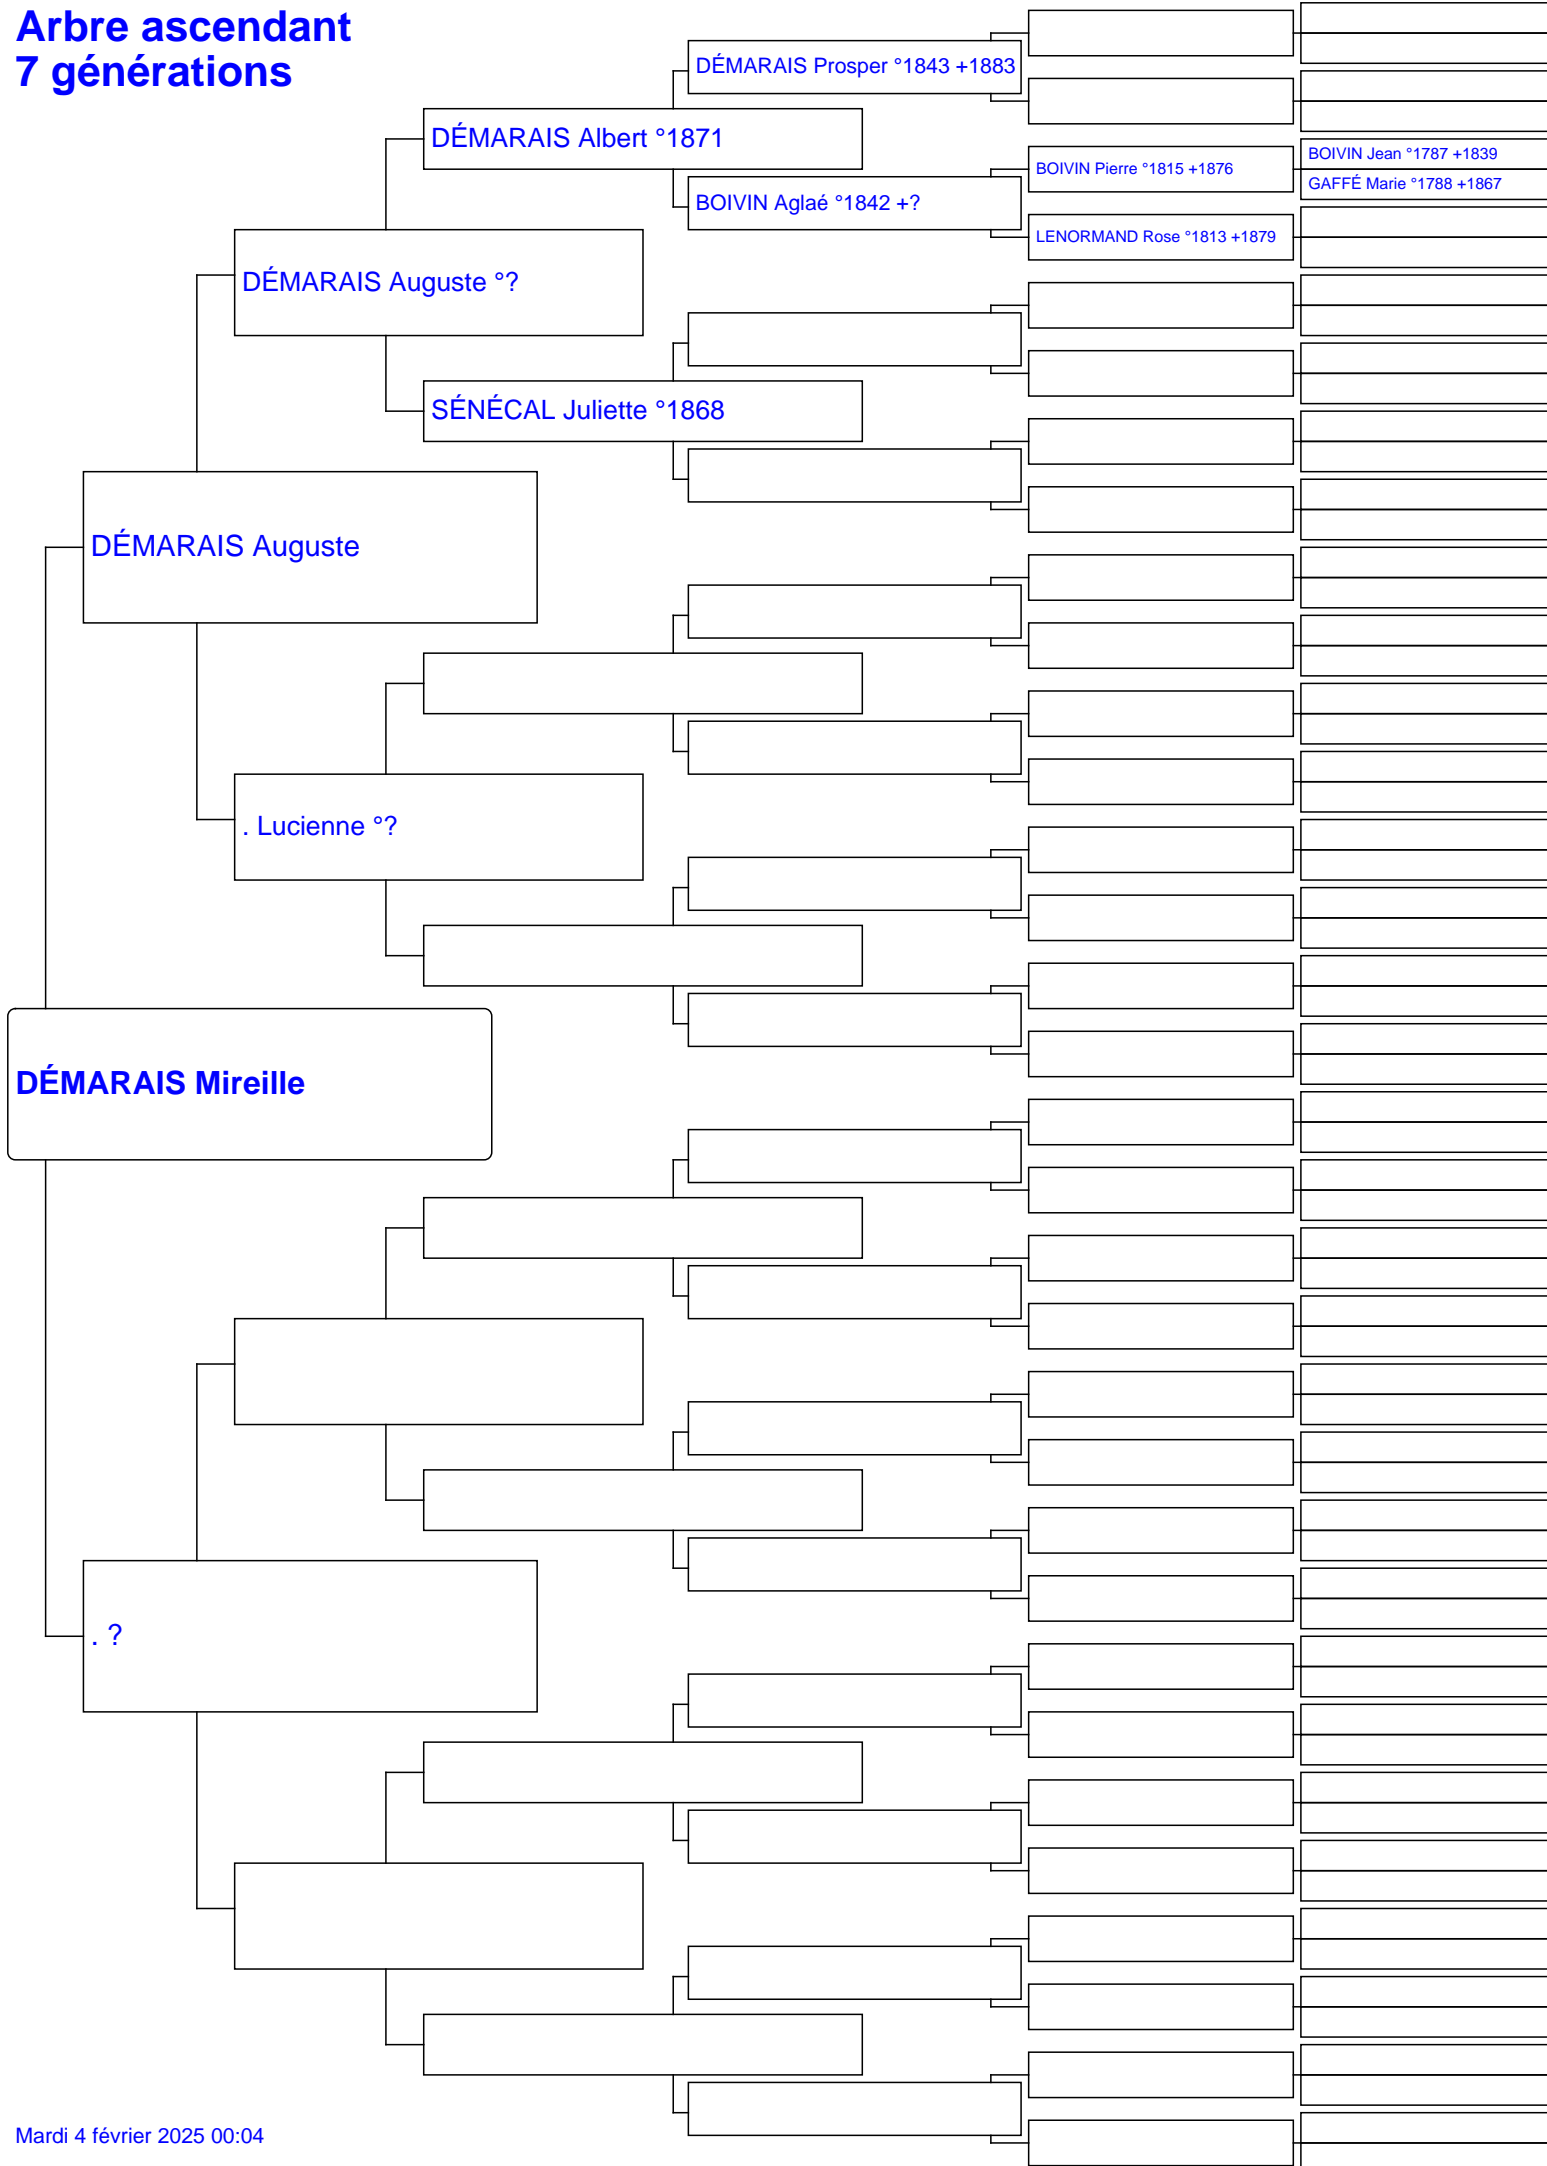 Arbre ascendant
7 générations
DÉMARAIS Prosper °1843 +1883
DÉMARAIS Albert °1871
BOIVIN Jean °1787 +1839
BOIVIN Pierre °1815 +1876
GAFFÉ Marie °1788 +1867
BOIVIN Aglaé °1842 +?
LENORMAND Rose °1813 +1879
DÉMARAIS Auguste °?
SÉNÉCAL Juliette °1868
DÉMARAIS Auguste
. Lucienne °?
DÉMARAIS Mireille
. ?
Mardi 4 février 2025 00:04